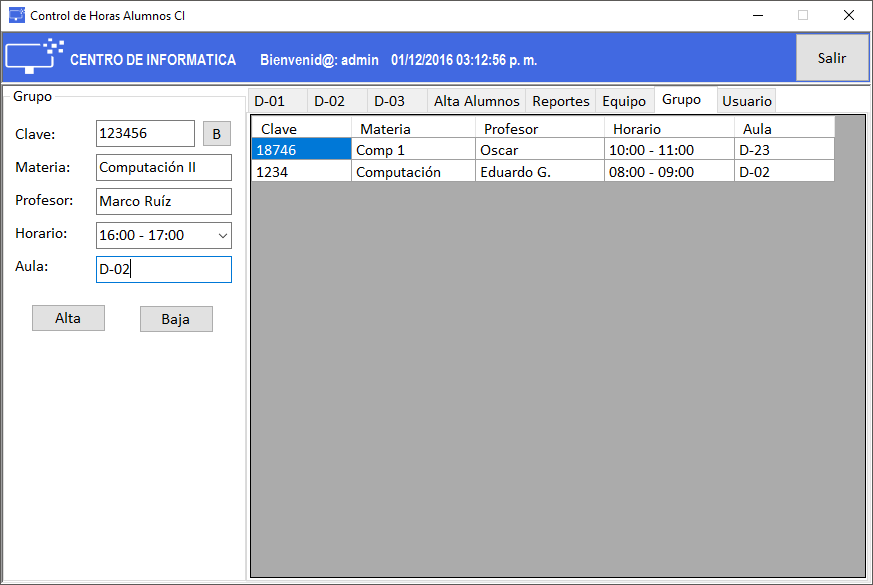 Control de Horas Alumnos CI
CENTRO DE INFORMATICA Bienvenid@: admin 01/12/2016 03:12:56 p. m.
Salir
Grupo
Clave: 123456 B
Materia: Computación II
Profesor: Marco Ruíz
Horario: 16:00 - 17:00
Aula: D-02
Alta Baja
D-01 D-02 D-03 Alta Alumnos Reportes Equipo Grupo Usuario
Clave Materia Profesor Horario Aula
18746 Comp 1 Oscar 10:00 - 11:00 D-23
1234 Computación Eduardo G. 08:00 - 09:00 D-02